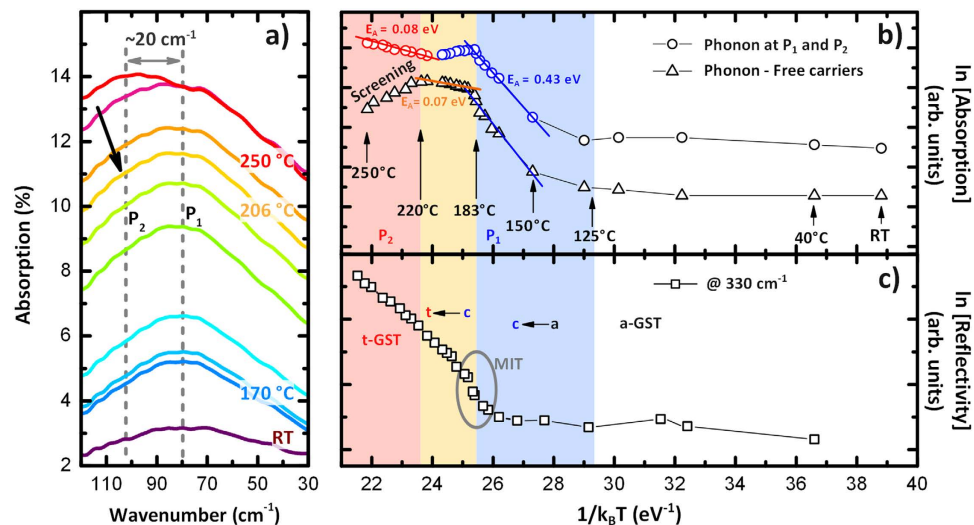 a)
~20 cm⁻¹
250 °C
206 °C
P₂
P₁
170 °C
RT
14
12
10
8
6
4
2
Absorption (%)
110
90
70
50
30
Wavenumber (cm⁻¹)
b)
E_A = 0.08 eV
Screening
E_A = 0.07 eV
E_A = 0.43 eV
Phonon at P₁ and P₂
Phonon - Free carriers
250°C
220°C
183°C
150°C
125°C
40°C
RT
P₂
P₁
ln [Absorption]
(arb. units)
c)
@ 330 cm⁻¹
t ← c
c ← a
a-GST
t-GST
MIT
ln [Reflectivity]
(arb. units)
22
24
26
28
30
32
34
36
38
40
1/k_BT (eV⁻¹)